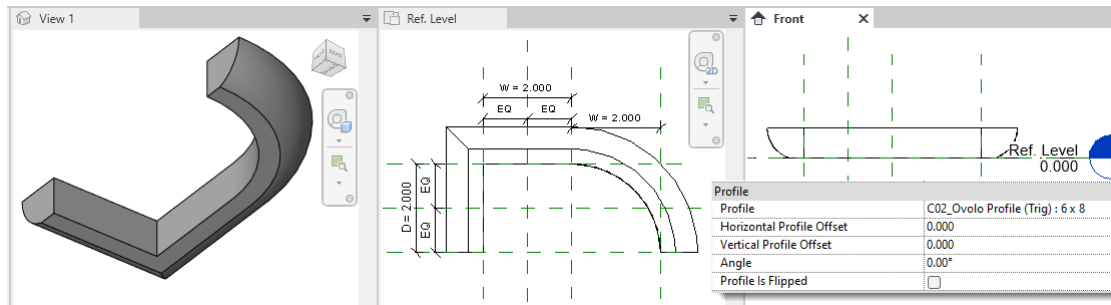 View 1
Ref. Level
Front
W = 2.000
EQ
EQ
W = 2.000
D = 2.000
EQ
EQ
2D
Ref. Level
0.000
Profile
Profile C02_Ovolo Profile (Trig) : 6 x 8
Horizontal Profile Offset 0.000
Vertical Profile Offset 0.000
Angle 0.00°
Profile Is Flipped